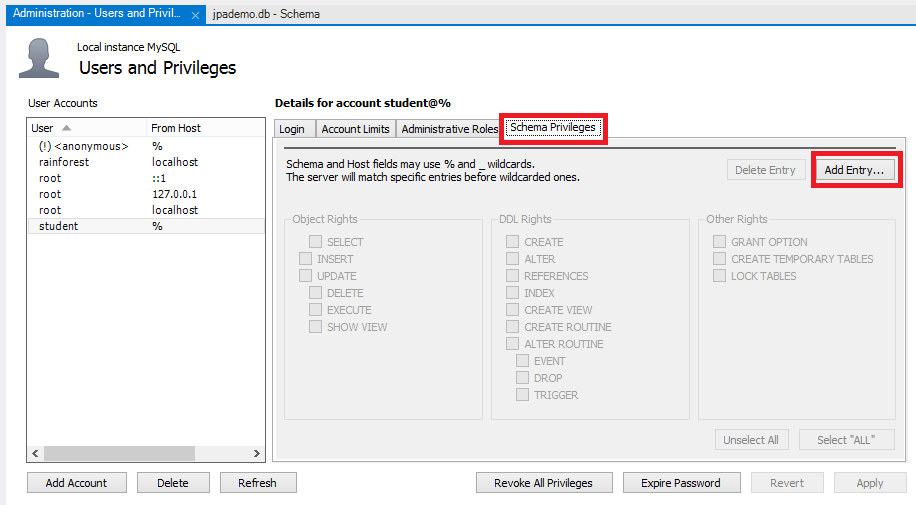 Administration - Users and Privil... × jpademo.db - Schema
Local instance MySQL
Users and Privileges
User Accounts
User From Host
(!) <anonymous> %
rainforest localhost
root ::1
root 127.0.0.1
root localhost
student %
Details for account student@%
Login Account Limits Administrative Roles Schema Privileges
Schema and Host fields may use % and _ wildcards.
The server will match specific entries before wildcarded ones.
Delete Entry Add Entry...
Object Rights
SELECT
INSERT
UPDATE
DELETE
EXECUTE
SHOW VIEW
DDL Rights
CREATE
ALTER
REFERENCES
INDEX
CREATE VIEW
CREATE ROUTINE
ALTER ROUTINE
EVENT
DROP
TRIGGER
Other Rights
GRANT OPTION
CREATE TEMPORARY TABLES
LOCK TABLES
Unselect All Select "ALL"
Add Account Delete Refresh Revoke All Privileges Expire Password Revert Apply